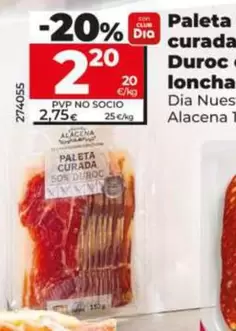 -20%
con
CLUB
Dia
2,20
20
€/kg
PVP NO SOCIO
2,75€ 25€/kg
274055
Paleta
curada
Duroc
loncha
Dia Nues
Alacena 1
ALACENA
PALETA
CURADA
50% DUROC